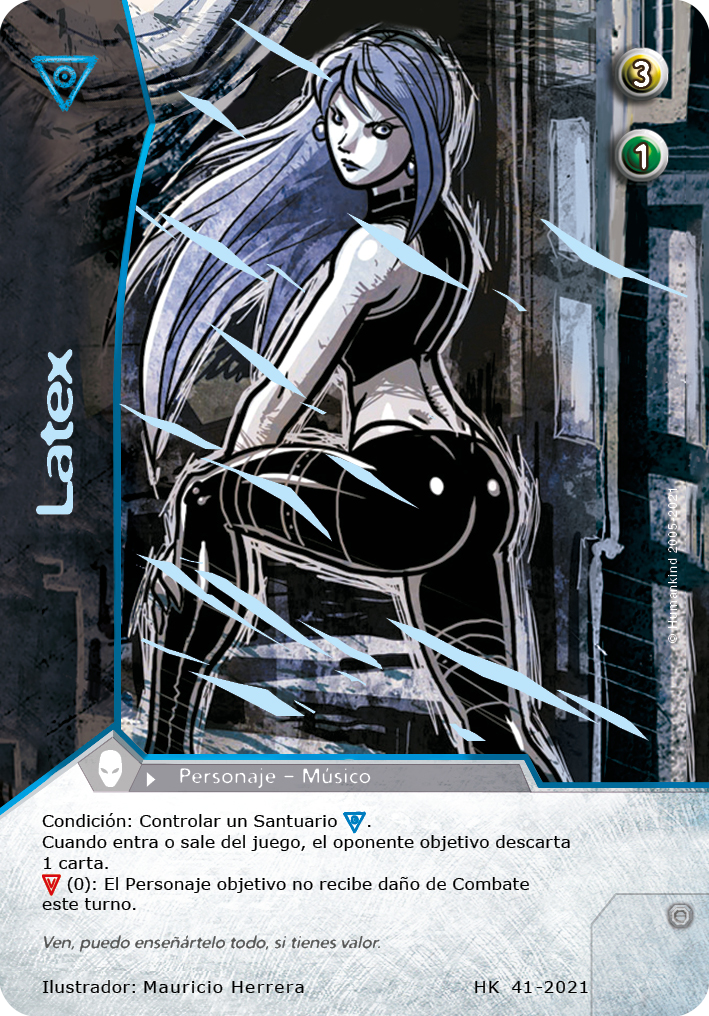 3
1
Latex
© Humankind 2005-2021
Personaje – Músico
Condición: Controlar un Santuario .
Cuando entra o sale del juego, el oponente objetivo descarta
1 carta.
(0): El Personaje objetivo no recibe daño de Combate
este turno.
Ven, puedo enseñártelo todo, si tienes valor.
Ilustrador: Mauricio Herrera HK 41-2021